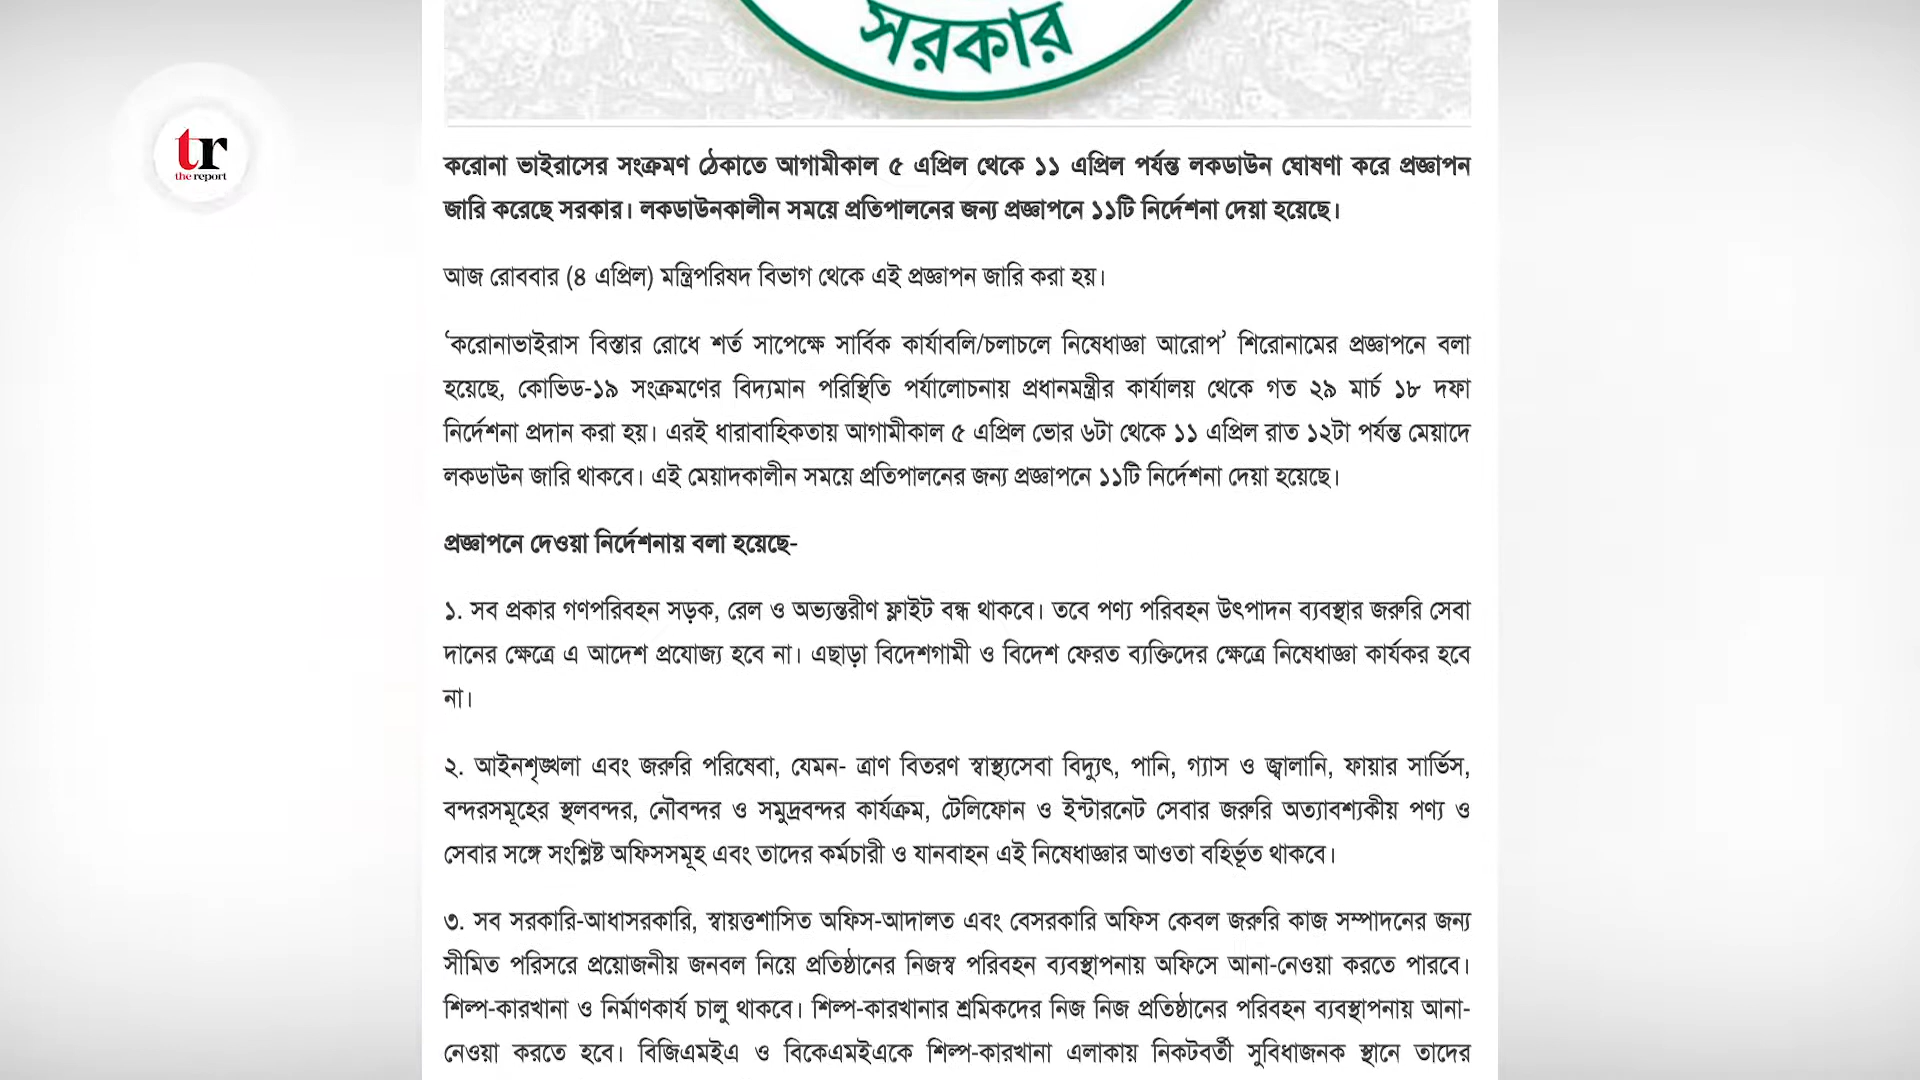 সরকার
tr
the report
করোনা ভাইরাসের সংক্রমণ ঠেকাতে আগামীকাল ৫ এপ্রিল থেকে ১১ এপ্রিল পর্যন্ত লকডাউন ঘোষণা করে প্রজ্ঞাপন
জারি করেছে সরকার। লকডাউনকালীন সময়ে প্রতিপালনের জন্য প্রজ্ঞাপনে ১১টি নির্দেশনা দেয়া হয়েছে।
আজ রোববার (৪ এপ্রিল) মন্ত্রিপরিষদ বিভাগ থেকে এই প্রজ্ঞাপন জারি করা হয়।
‘করোনাভাইরাস বিস্তার রোধে শর্ত সাপেক্ষে সার্বিক কার্যাবলি/চলাচলে নিষেধাজ্ঞা আরোপ’ শিরোনামের প্রজ্ঞাপনে বলা
হয়েছে, কোভিড-১৯ সংক্রমণের বিদ্যমান পরিস্থিতি পর্যালোচনায় প্রধানমন্ত্রীর কার্যালয় থেকে গত ২৯ মার্চ ১৮ দফা
নির্দেশনা প্রদান করা হয়। এরই ধারাবাহিকতায় আগামীকাল ৫ এপ্রিল ভোর ৬টা থেকে ১১ এপ্রিল রাত ১২টা পর্যন্ত মেয়াদে
লকডাউন জারি থাকবে। এই মেয়াদকালীন সময়ে প্রতিপালনের জন্য প্রজ্ঞাপনে ১১টি নির্দেশনা দেয়া হয়েছে।
প্রজ্ঞাপনে দেওয়া নির্দেশনায় বলা হয়েছে-
১. সব প্রকার গণপরিবহন সড়ক, রেল ও অভ্যন্তরীণ ফ্লাইট বন্ধ থাকবে। তবে পণ্য পরিবহন উৎপাদন ব্যবস্থার জরুরি সেবা
দানের ক্ষেত্রে এ আদেশ প্রযোজ্য হবে না। এছাড়া বিদেশগামী ও বিদেশ ফেরত ব্যক্তিদের ক্ষেত্রে নিষেধাজ্ঞা কার্যকর হবে
না।
২. আইনশৃঙ্খলা এবং জরুরি পরিষেবা, যেমন- ত্রাণ বিতরণ স্বাস্থ্যসেবা বিদ্যুৎ, পানি, গ্যাস ও জ্বালানি, ফায়ার সার্ভিস,
বন্দরসমূহের স্থলবন্দর, নৌবন্দর ও সমুদ্রবন্দর কার্যক্রম, টেলিফোন ও ইন্টারনেট সেবার জরুরি অত্যাবশ্যকীয় পণ্য ও
সেবার সঙ্গে সংশ্লিষ্ট অফিসসমূহ এবং তাদের কর্মচারী ও যানবাহন এই নিষেধাজ্ঞার আওতা বহির্ভূত থাকবে।
৩. সব সরকারি-আধাসরকারি, স্বায়ত্তশাসিত অফিস-আদালত এবং বেসরকারি অফিস কেবল জরুরি কাজ সম্পাদনের জন্য
সীমিত পরিসরে প্রয়োজনীয় জনবল নিয়ে প্রতিষ্ঠানের নিজস্ব পরিবহন ব্যবস্থাপনায় অফিসে আনা-নেওয়া করতে পারবে।
শিল্প-কারখানা ও নির্মাণকার্য চালু থাকবে। শিল্প-কারখানার শ্রমিকদের নিজ নিজ প্রতিষ্ঠানের পরিবহন ব্যবস্থাপনায় আনা-
নেওয়া করতে হবে। বিজিএমইএ ও বিকেএমইএকে শিল্প-কারখানা এলাকায় নিকটবর্তী সুবিধাজনক স্থানে তাদের